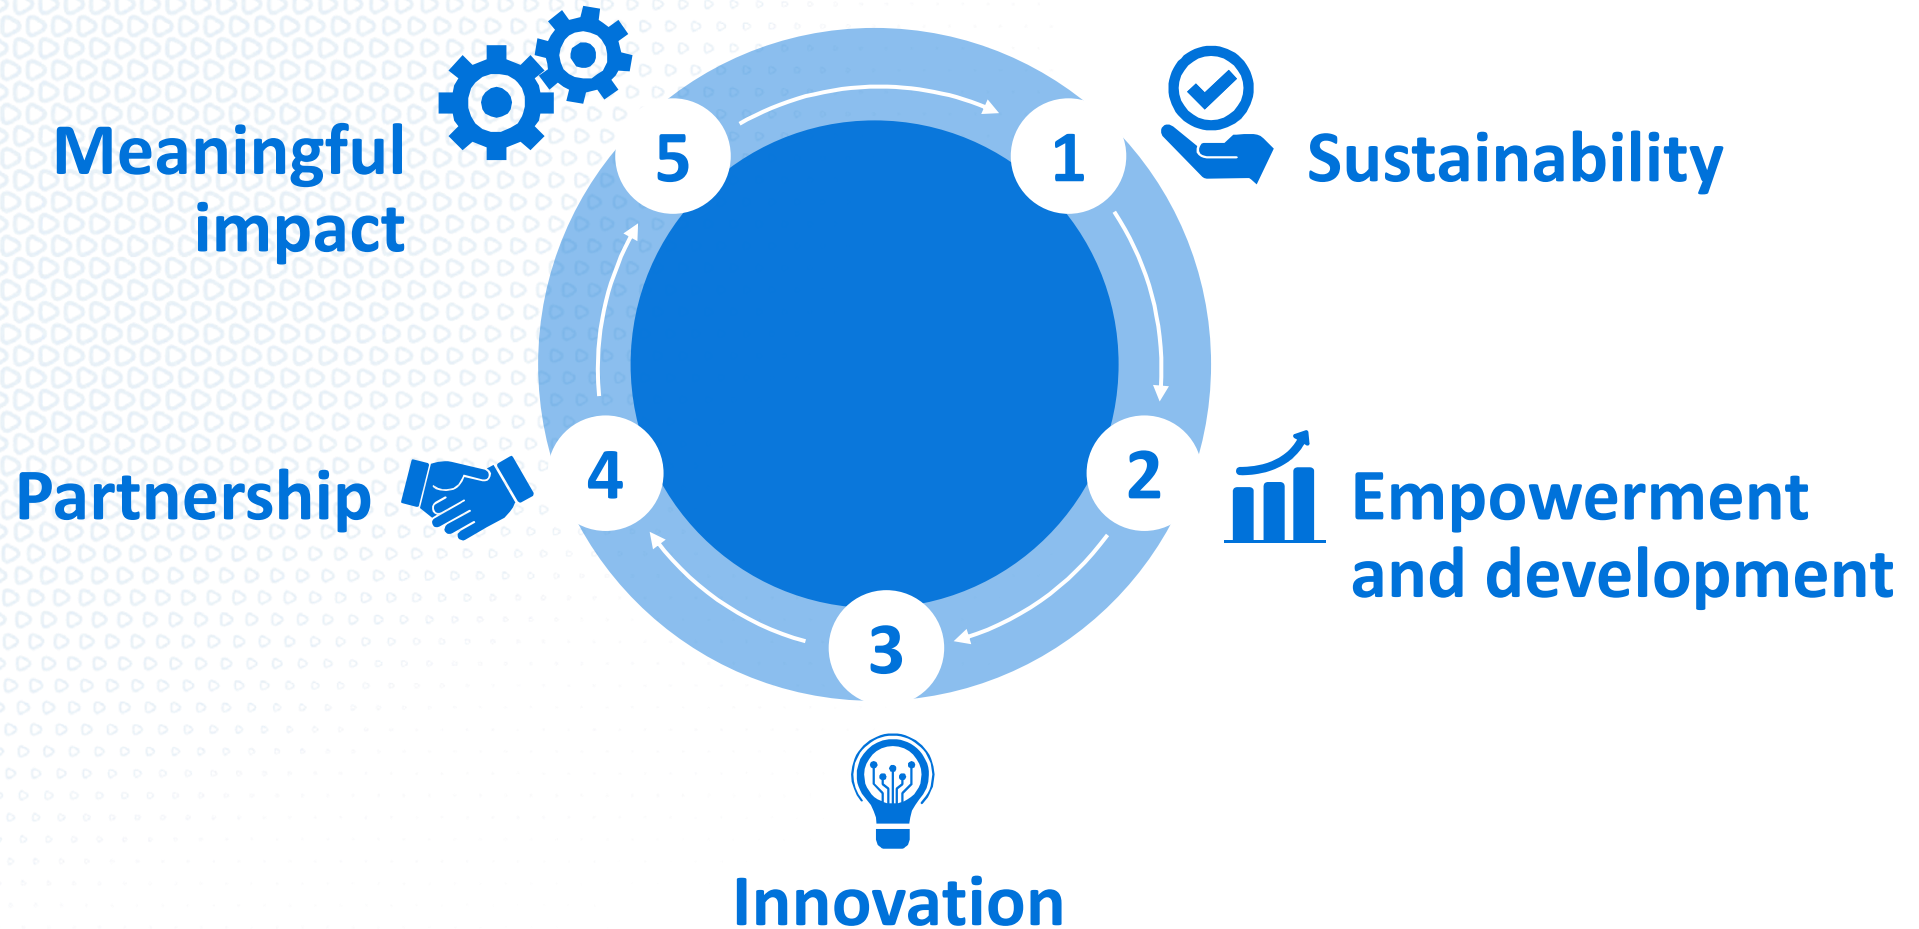 1
Sustainability
2
Empowerment
and development
3
Innovation
4
Partnership
5
Meaningful
impact